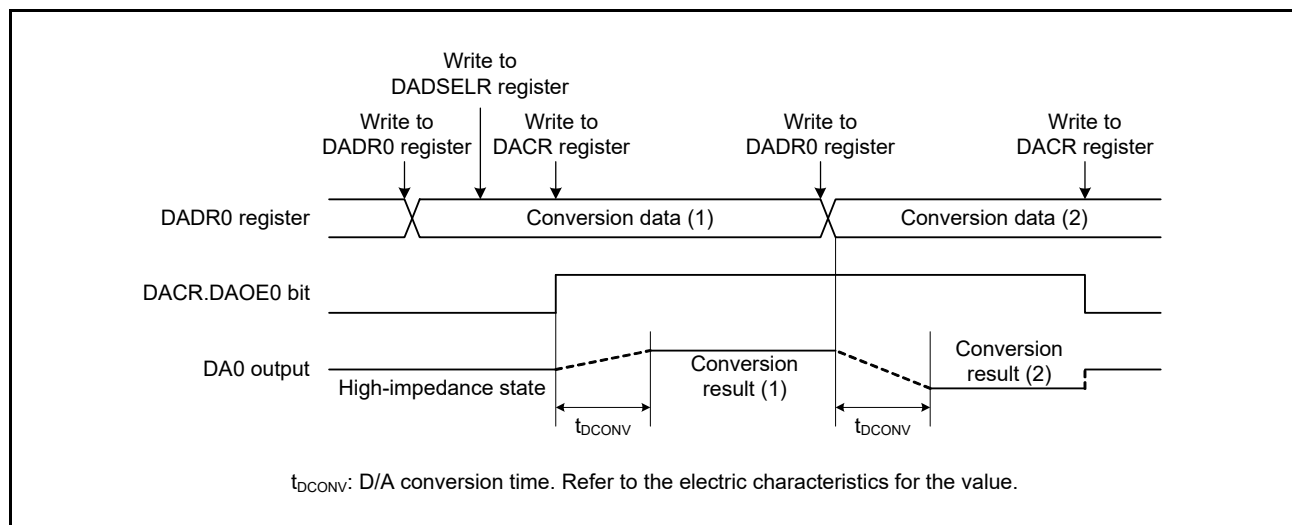 Write to
DADSELR register
Write to
DADR0 register
Write to
DACR register
Write to
DADR0 register
Write to
DACR register
DADR0 register
Conversion data (1)
Conversion data (2)
DACR.DAOE0 bit
DA0 output
High-impedance state
Conversion
result (1)
Conversion
result (2)
tDCONV
tDCONV
tDCONV: D/A conversion time. Refer to the electric characteristics for the value.